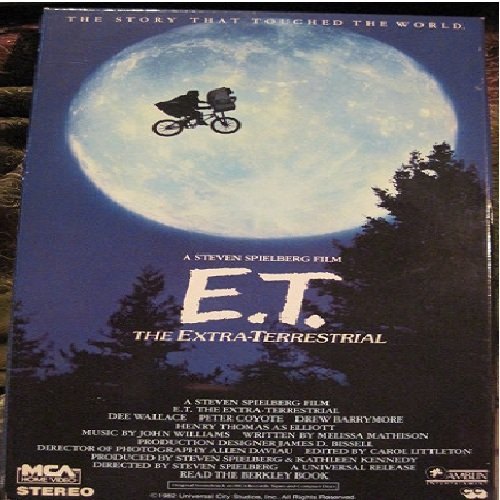 THE STORY THAT TOUCHED THE WORLD.
A STEVEN SPIELBERG FILM
E.T.
THE EXTRA-TERRESTRIAL
A STEVEN SPIELBERG FILM
E.T. THE EXTRA-TERRESTRIAL
DEE WALLACE PETER COYOTE DREW BARRYMORE
HENRY THOMAS AS ELLIOTT
MUSIC BY JOHN WILLIAMS WRITTEN BY MELISSA MATHISON
PRODUCTION DESIGNER JAMES D. BISSELL
DIRECTOR OF PHOTOGRAPHY ALLEN DAVIAU EDITED BY CAROL LITTLETON
PRODUCED BY STEVEN SPIELBERG & KATHLEEN KENNEDY
DIRECTED BY STEVEN SPIELBERG A UNIVERSAL RELEASE
READ THE BERKLEY BOOK
MCA
HOME VIDEO
STEREO
AMBLIN
©1982 Universal City Studios, Inc. All Rights Reserved.